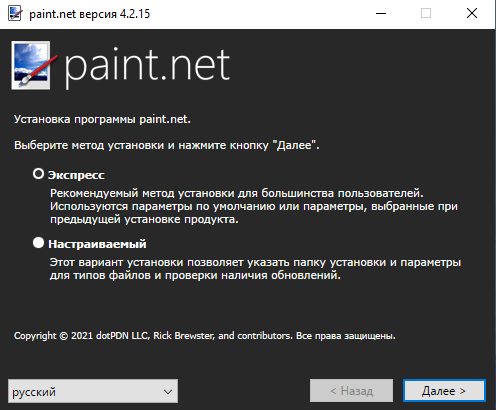 paint.net версия 4.2.15
paint.net
Установка программы paint.net.
Выберите метод установки и нажмите кнопку "Далее".
Экспресс
Рекомендуемый метод установки для большинства пользователей.
Используются параметры по умолчанию или параметры, выбранные при
предыдущей установке продукта.
Настраиваемый
Этот вариант установки позволяет указать папку установки и параметры
для типов файлов и проверки наличия обновлений.
Copyright © 2021 dotPDN LLC, Rick Brewster, and contributors. Все права защищены.
русский
< Назад
Далее >